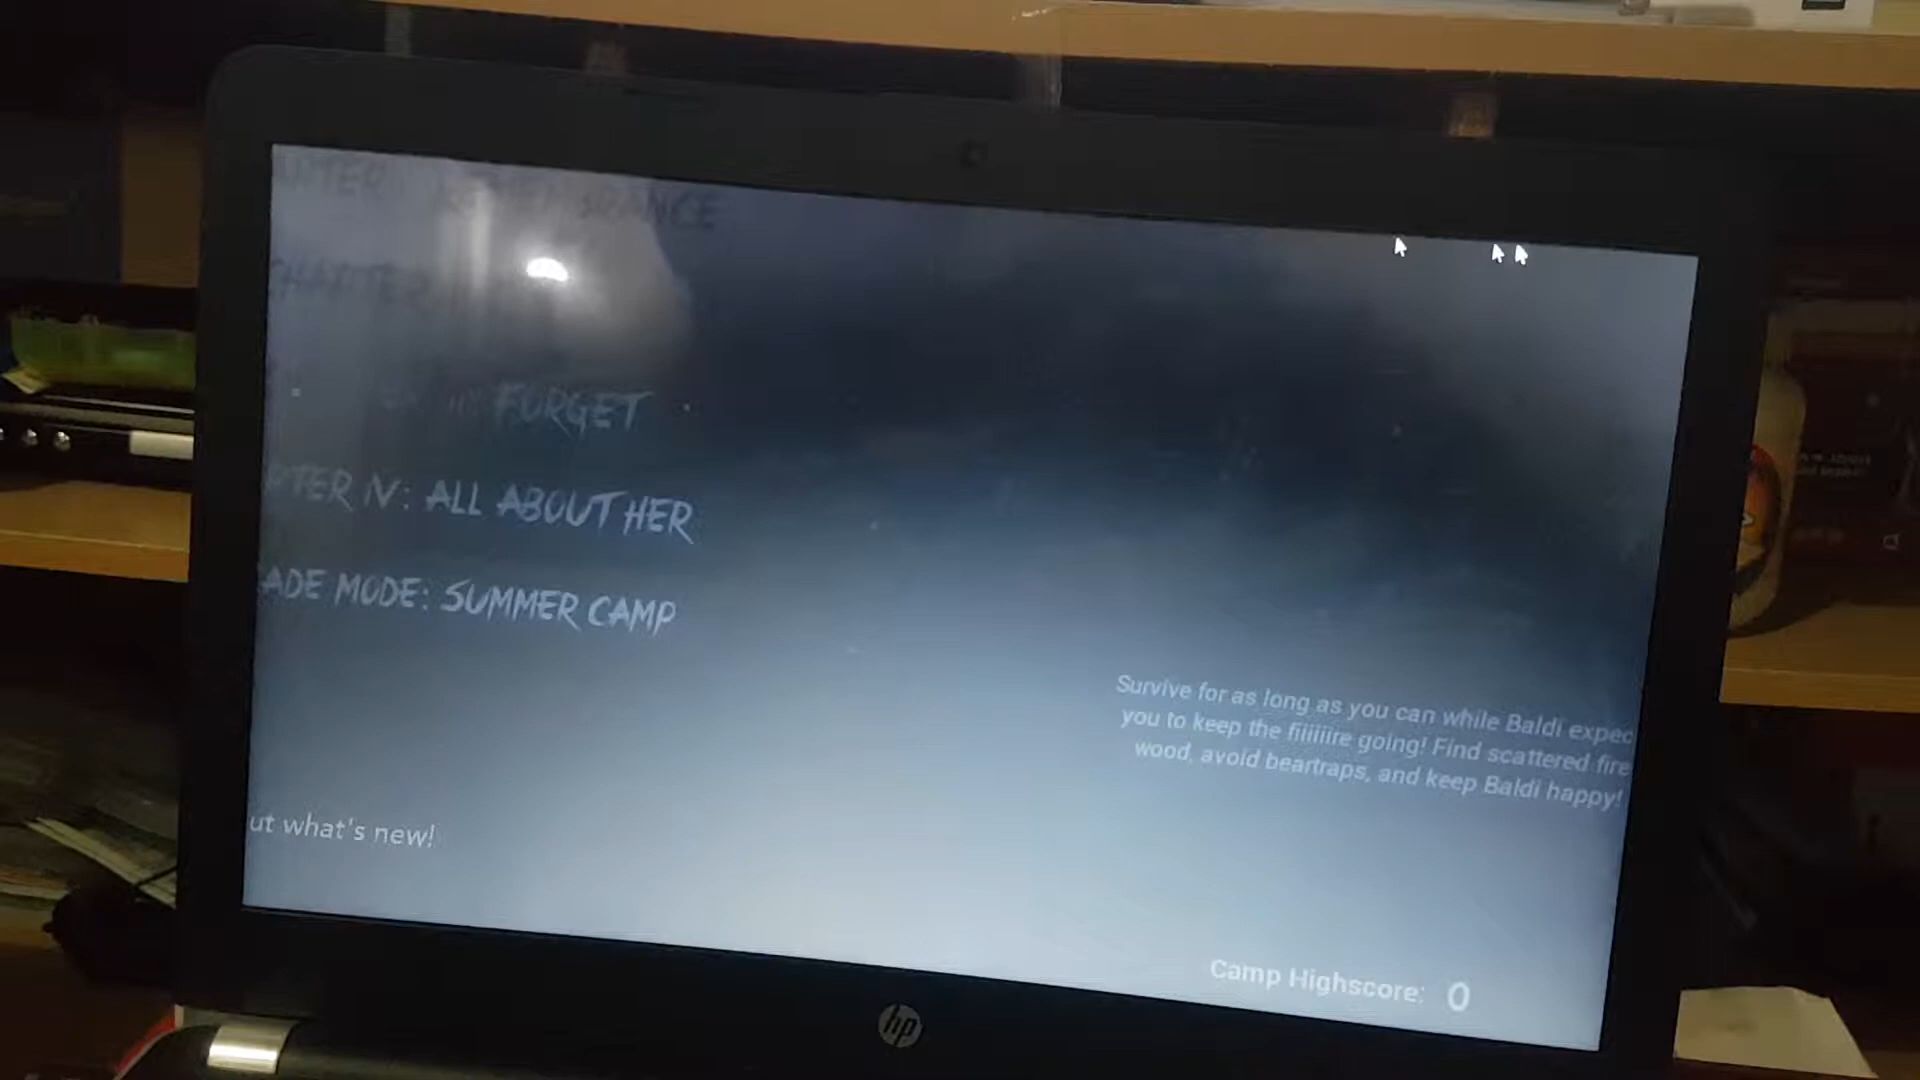 FORGET
PTER IV: ALL ABOUT HER
ADE MODE: SUMMER CAMP
Survive for as long as you can while Baldi expec
you to keep the fiiiiiire going! Find scattered fire
wood, avoid beartraps, and keep Baldi happy!
ut what's new!
Camp Highscore: 0
hp